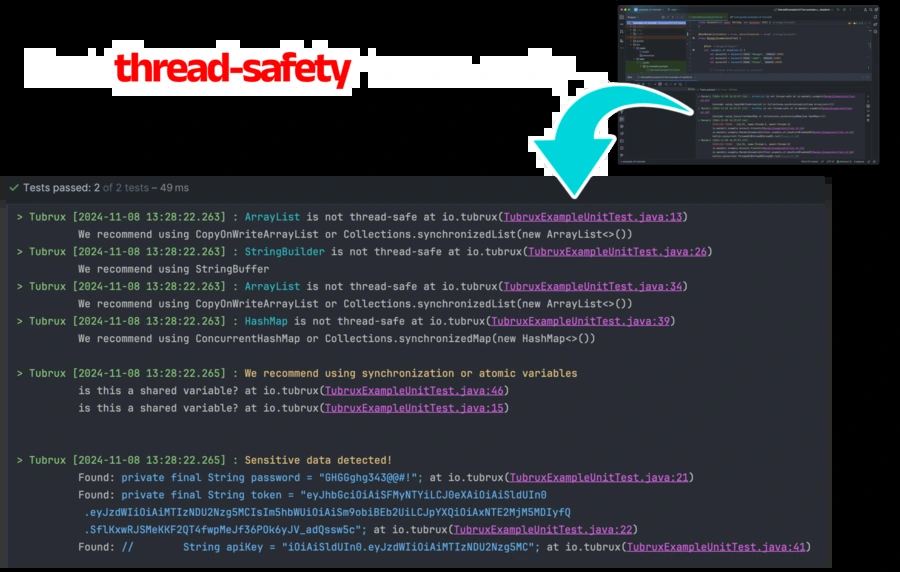 thread-safety
Tests passed: 2 of 2 tests – 49 ms
> Tubrux [2024-11-08 13:28:22.263] : ArrayList is not thread-safe at io.tubrux(TubruxExampleUnitTest.java:13)
We recommend using CopyOnWriteArrayList or Collections.synchronizedList(new ArrayList<>())
> Tubrux [2024-11-08 13:28:22.263] : StringBuilder is not thread-safe at io.tubrux(TubruxExampleUnitTest.java:26)
We recommend using StringBuffer
> Tubrux [2024-11-08 13:28:22.263] : ArrayList is not thread-safe at io.tubrux(TubruxExampleUnitTest.java:34)
We recommend using CopyOnWriteArrayList or Collections.synchronizedList(new ArrayList<>())
> Tubrux [2024-11-08 13:28:22.263] : HashMap is not thread-safe at io.tubrux(TubruxExampleUnitTest.java:39)
We recommend using ConcurrentHashMap or Collections.synchronizedMap(new HashMap<>())
> Tubrux [2024-11-08 13:28:22.265] : We recommend using synchronization or atomic variables
is this a shared variable? at io.tubrux(TubruxExampleUnitTest.java:46)
is this a shared variable? at io.tubrux(TubruxExampleUnitTest.java:15)
> Tubrux [2024-11-08 13:28:22.265] : Sensitive data detected!
Found: private final String password = "GHGGghg343@@#!"; at io.tubrux(TubruxExampleUnitTest.java:21)
Found: private final String token = "eyJhbGciOiAiSFMyNTYiLCJ0eXAiOiAiSldUIn0
.eyJzdWIiOiAiMTIzNDU2Nzg5MCIsIm5hbWUiOiAiSm9obiBEb2UiLCJpYXQiOiAxNTE2MjM5MDIyfQ
.SflKxwRJSMeKKF2QT4fwpMeJf36POk6yJV_adQssw5c"; at io.tubrux(TubruxExampleUnitTest.java:22)
Found: // String apiKey = "iOiAiSldUIn0.eyJzdWIiOiAiMTIzNDU2Nzg5MC"; at io.tubrux(TubruxExampleUnitTest.java:41)